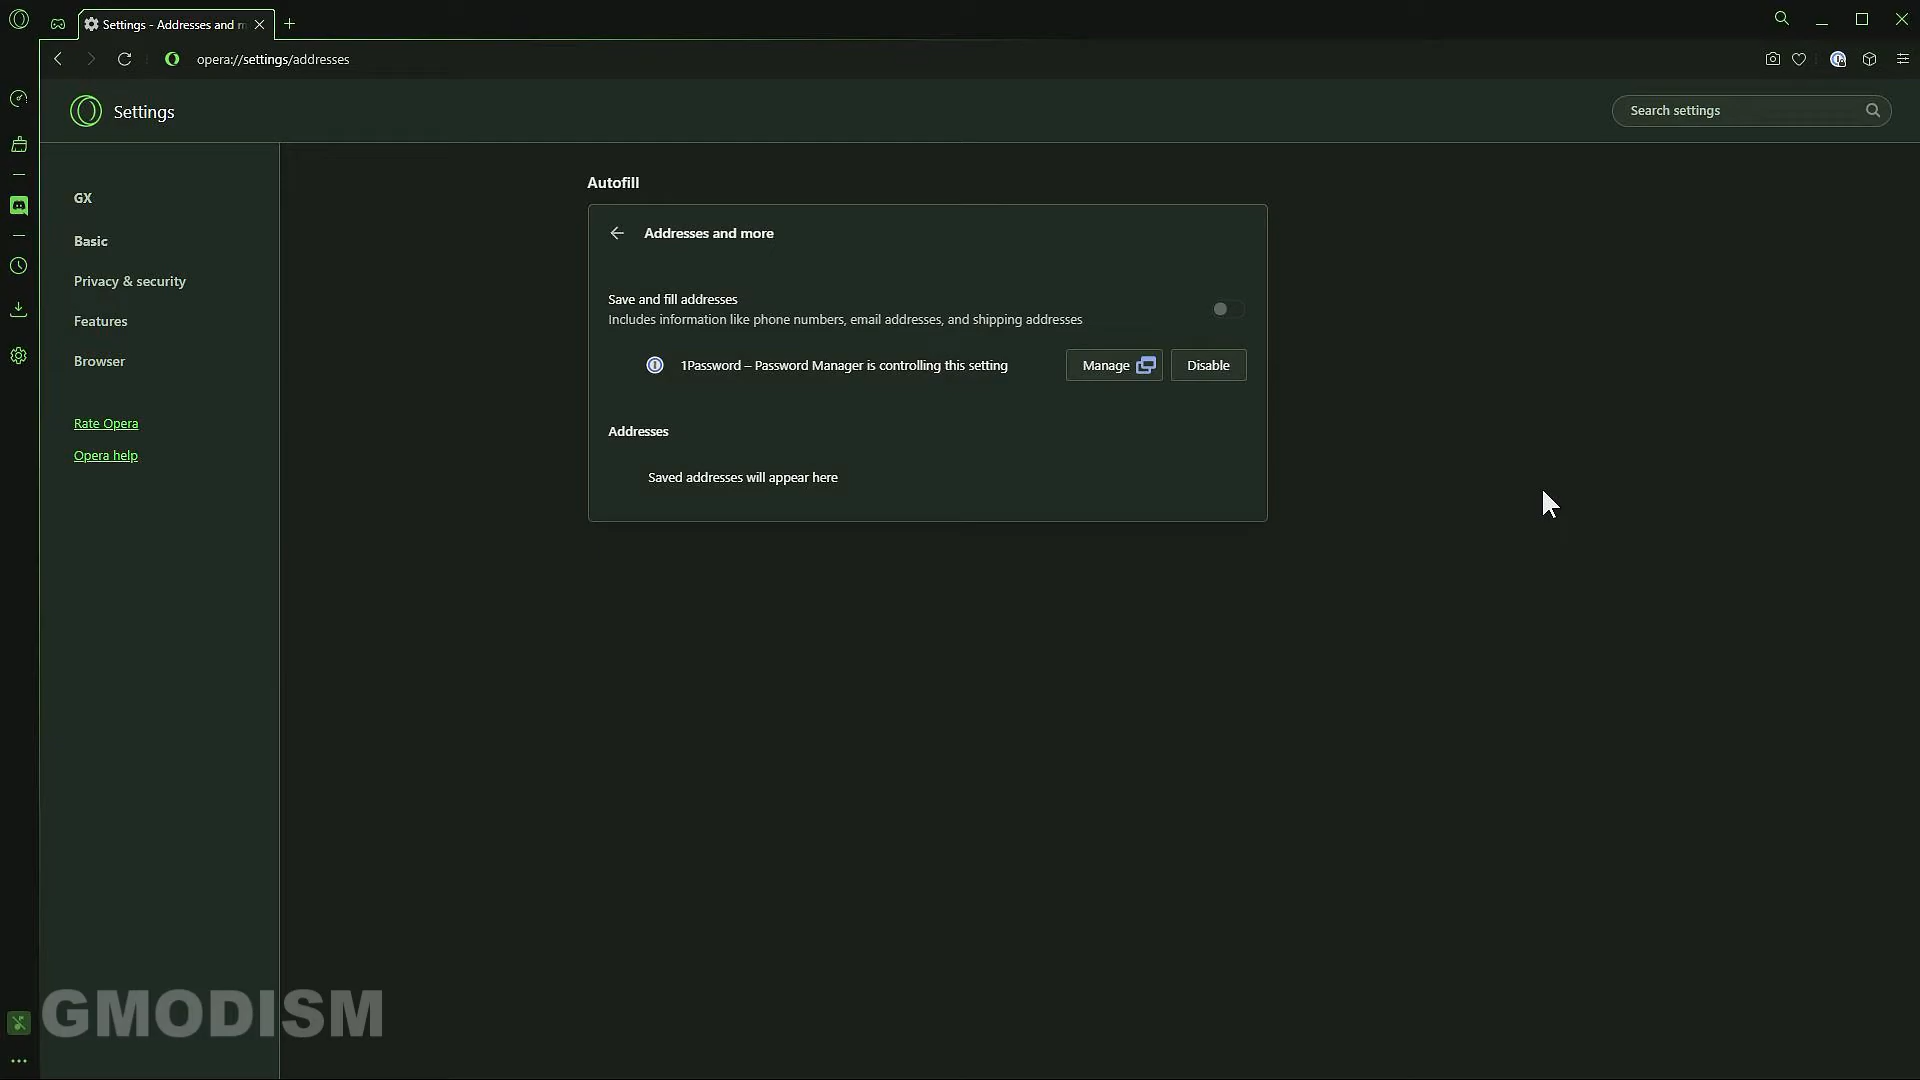 Settings - Addresses and m
opera://settings/addresses
Settings
Search settings
GX
Basic
Privacy & security
Features
Browser
Rate Opera
Opera help
Autofill
Addresses and more
Save and fill addresses
Includes information like phone numbers, email addresses, and shipping addresses
1Password – Password Manager is controlling this setting
Manage
Disable
Addresses
Saved addresses will appear here
GMODISM